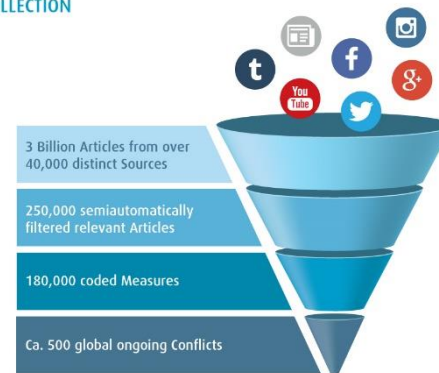 LLECTION
t
f
g+
You
Tube
3 Billion Articles from over
40,000 distinct Sources
250,000 semiautomatically
filtered relevant Articles
180,000 coded Measures
Ca. 500 global ongoing Conflicts